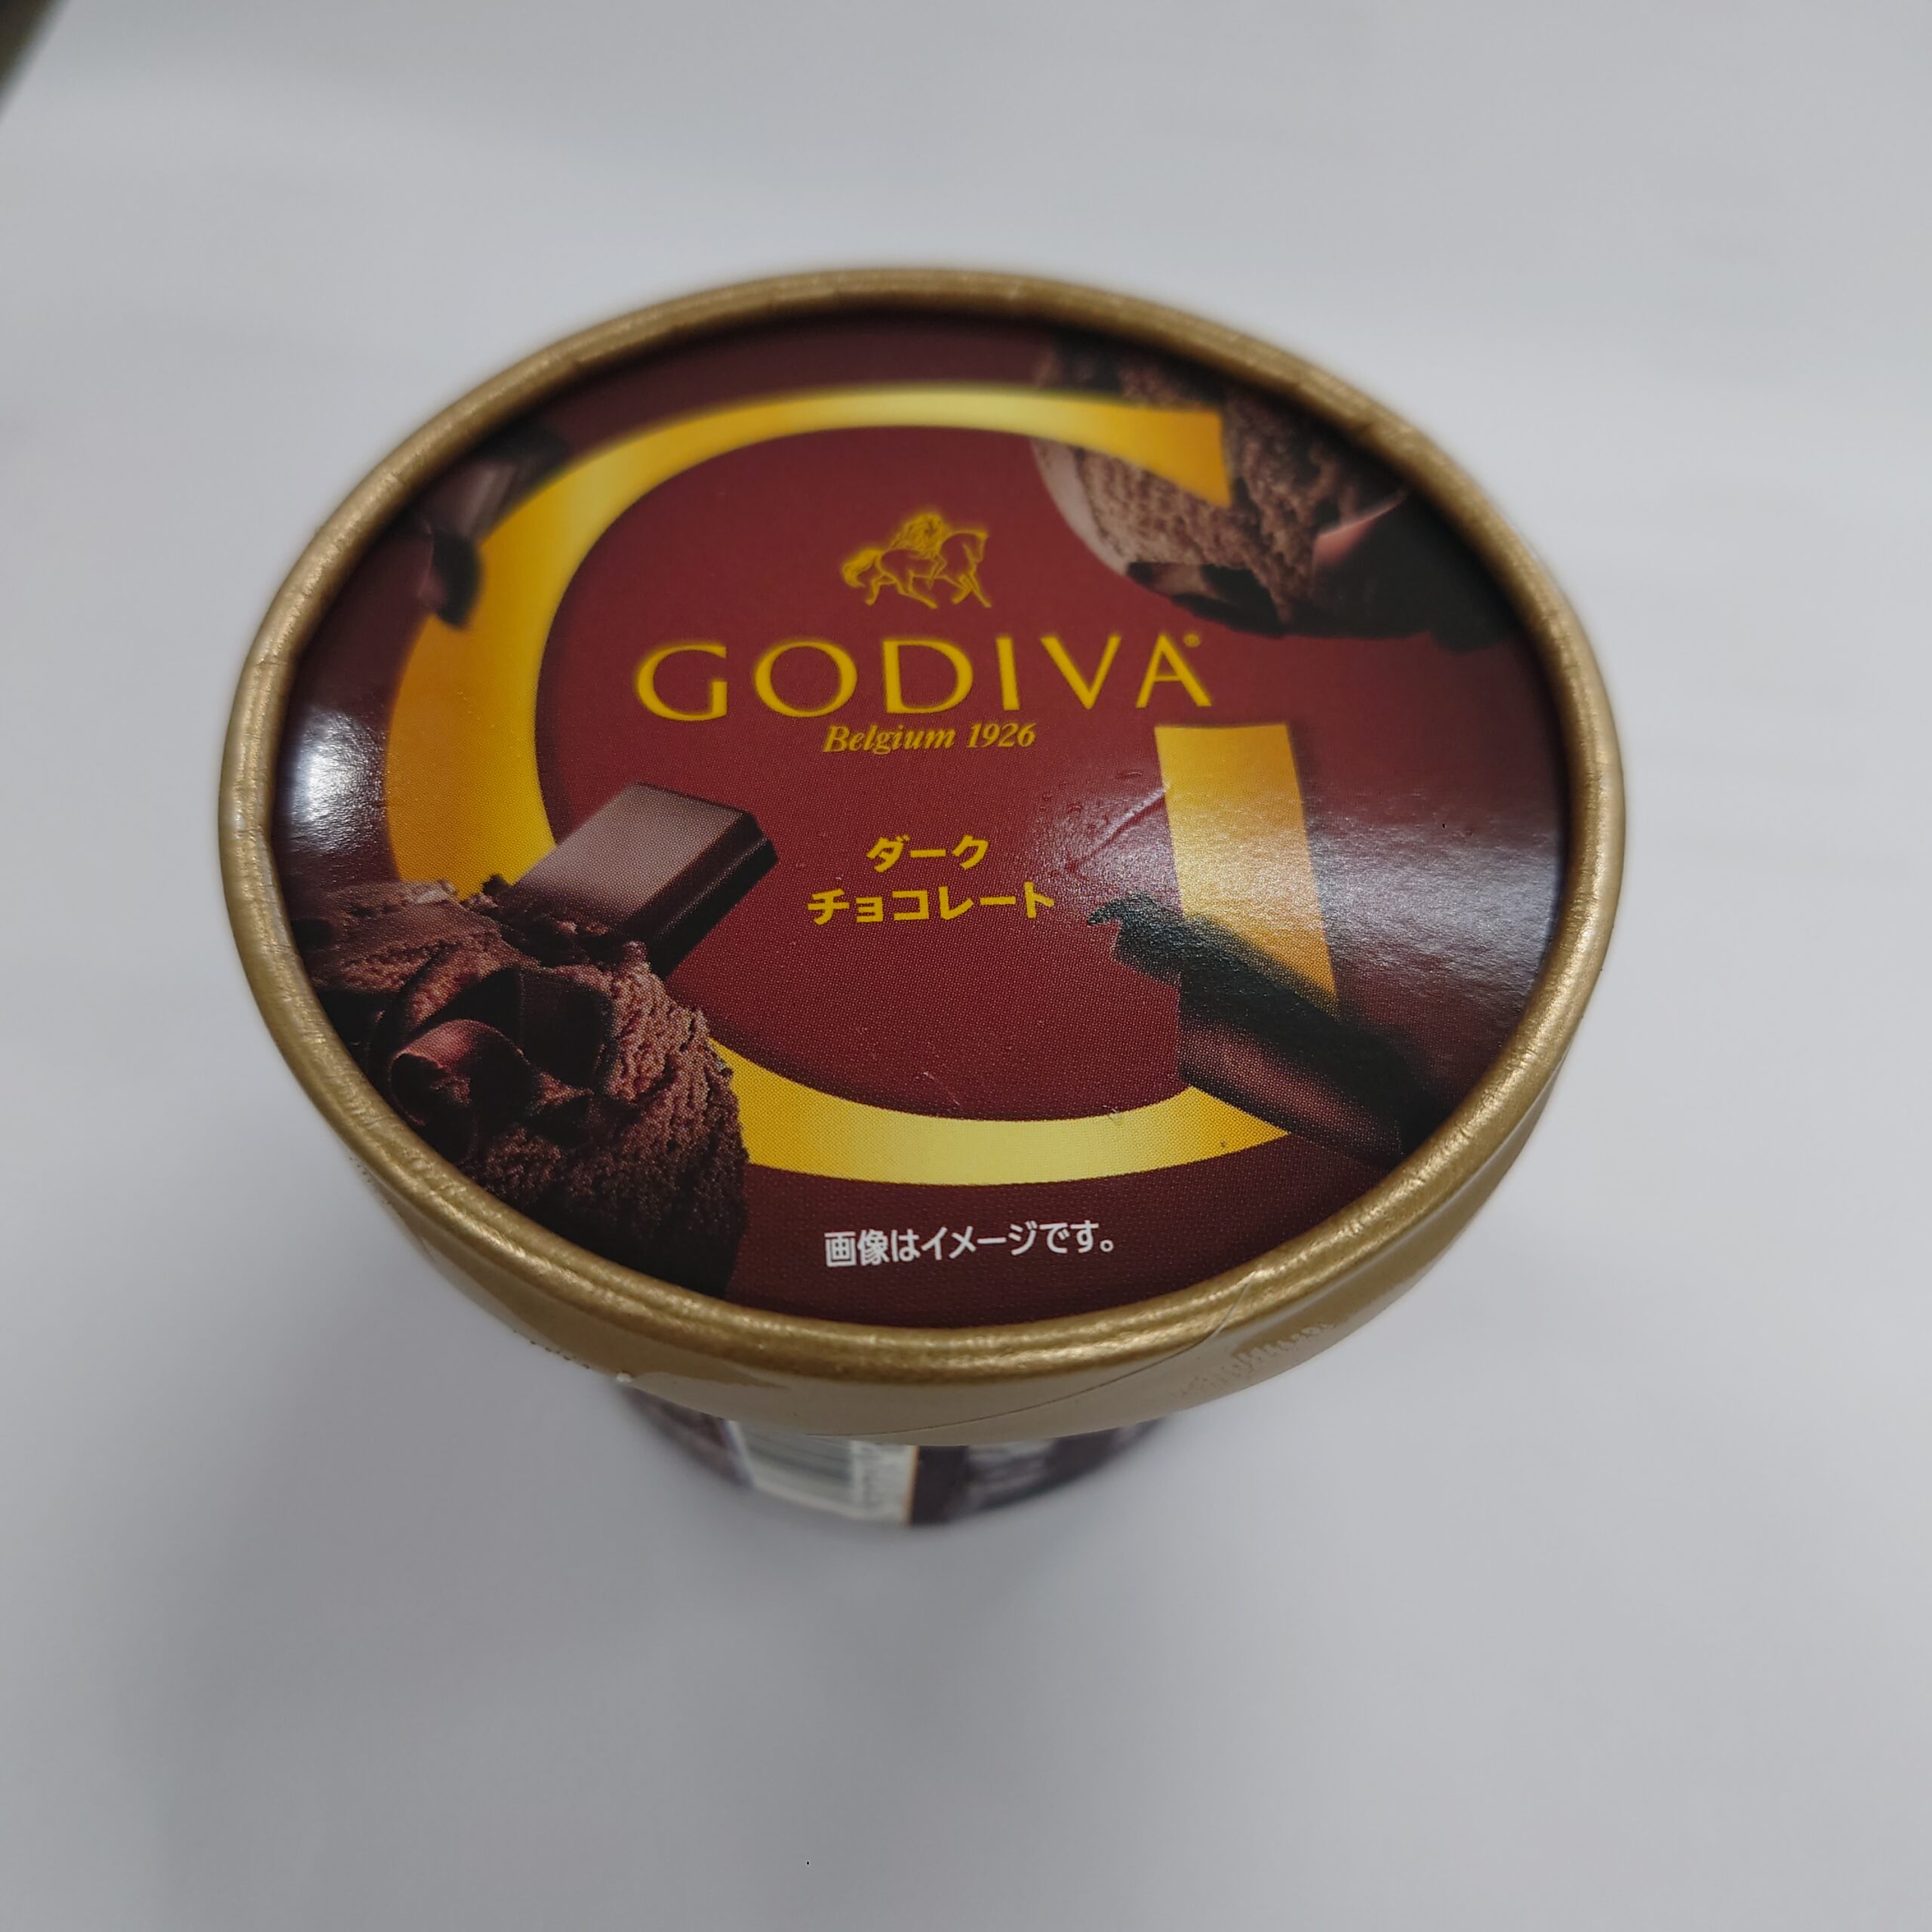 GODIVA®
Belgium 1926
ダーク
チョコレート
画像はイメージです。